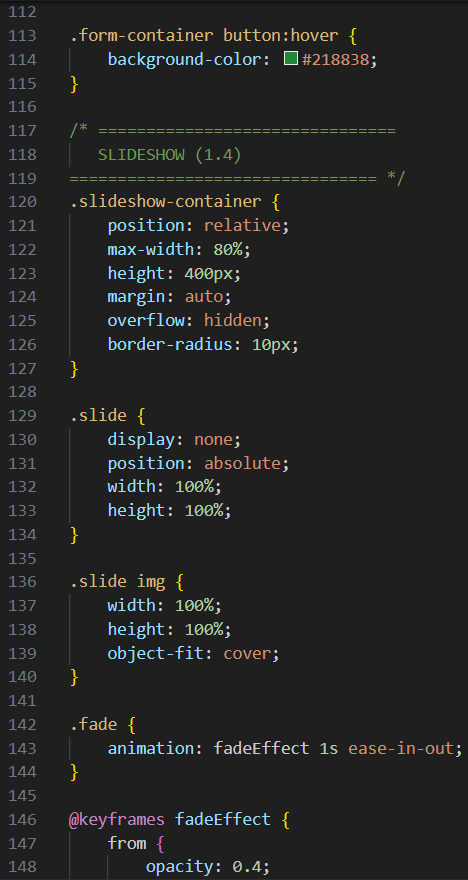 112
113 .form-container button:hover {
114     background-color: #218838;
115 }
116
117 /* ===============================
118    SLIDESHOW (1.4)
119 ================================ */
120 .slideshow-container {
121     position: relative;
122     max-width: 80%;
123     height: 400px;
124     margin: auto;
125     overflow: hidden;
126     border-radius: 10px;
127 }
128
129 .slide {
130     display: none;
131     position: absolute;
132     width: 100%;
133     height: 100%;
134 }
135
136 .slide img {
137     width: 100%;
138     height: 100%;
139     object-fit: cover;
140 }
141
142 .fade {
143     animation: fadeEffect 1s ease-in-out;
144 }
145
146 @keyframes fadeEffect {
147     from {
148         opacity: 0.4;